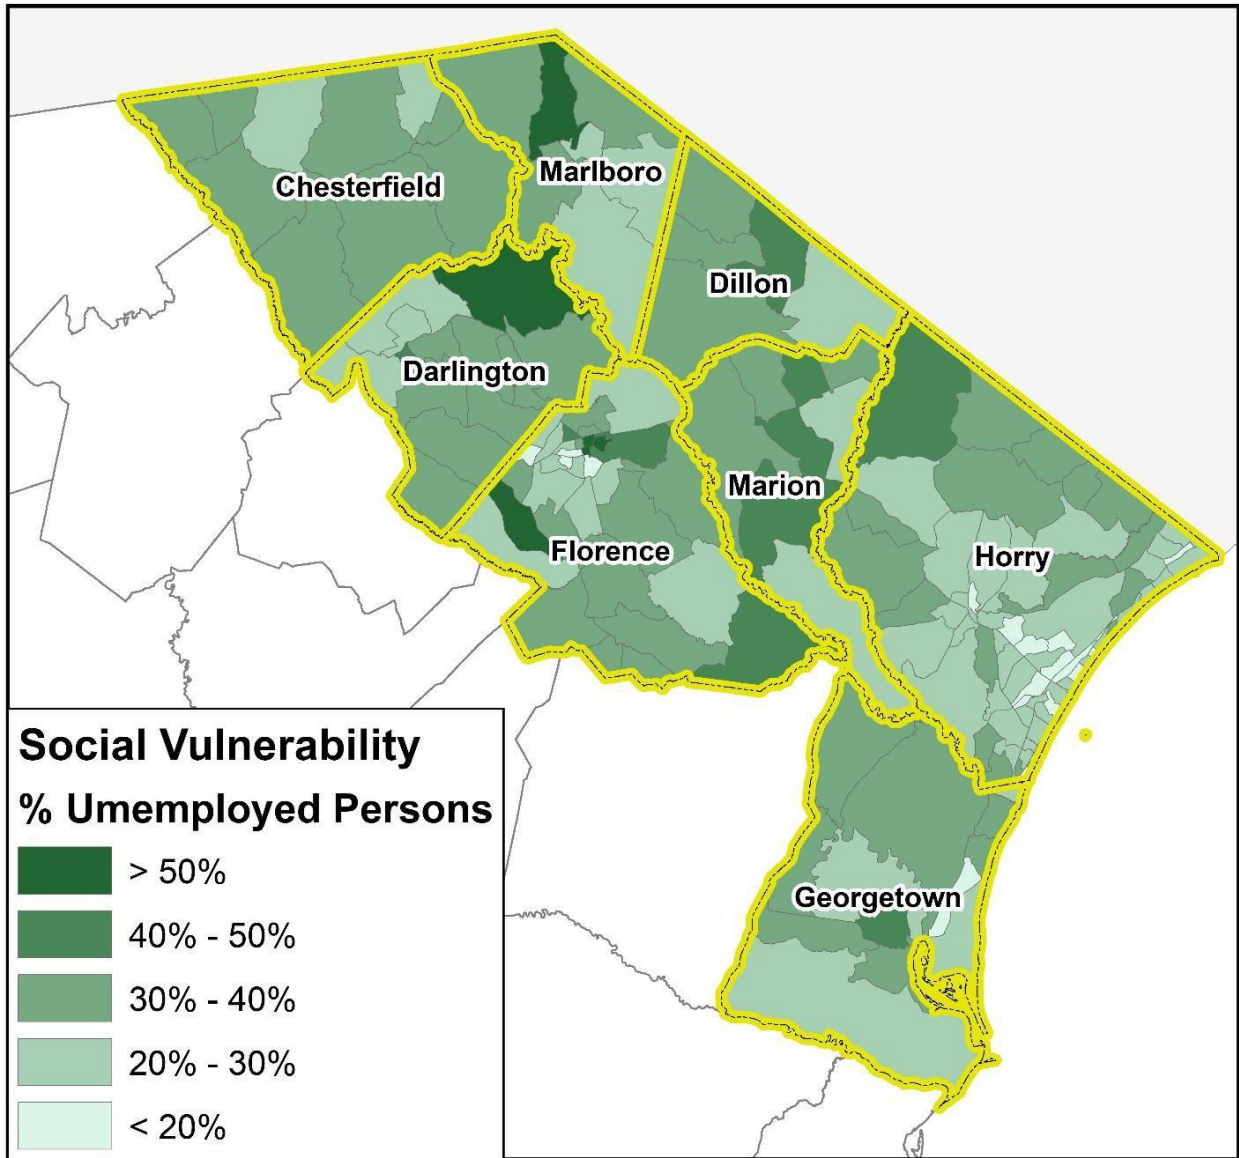 Chesterfield
Marlboro
Dillon
Darlington
Marion
Florence
Horry
Georgetown
Social Vulnerability
% Umemployed Persons
> 50%
40% - 50%
30% - 40%
20% - 30%
< 20%